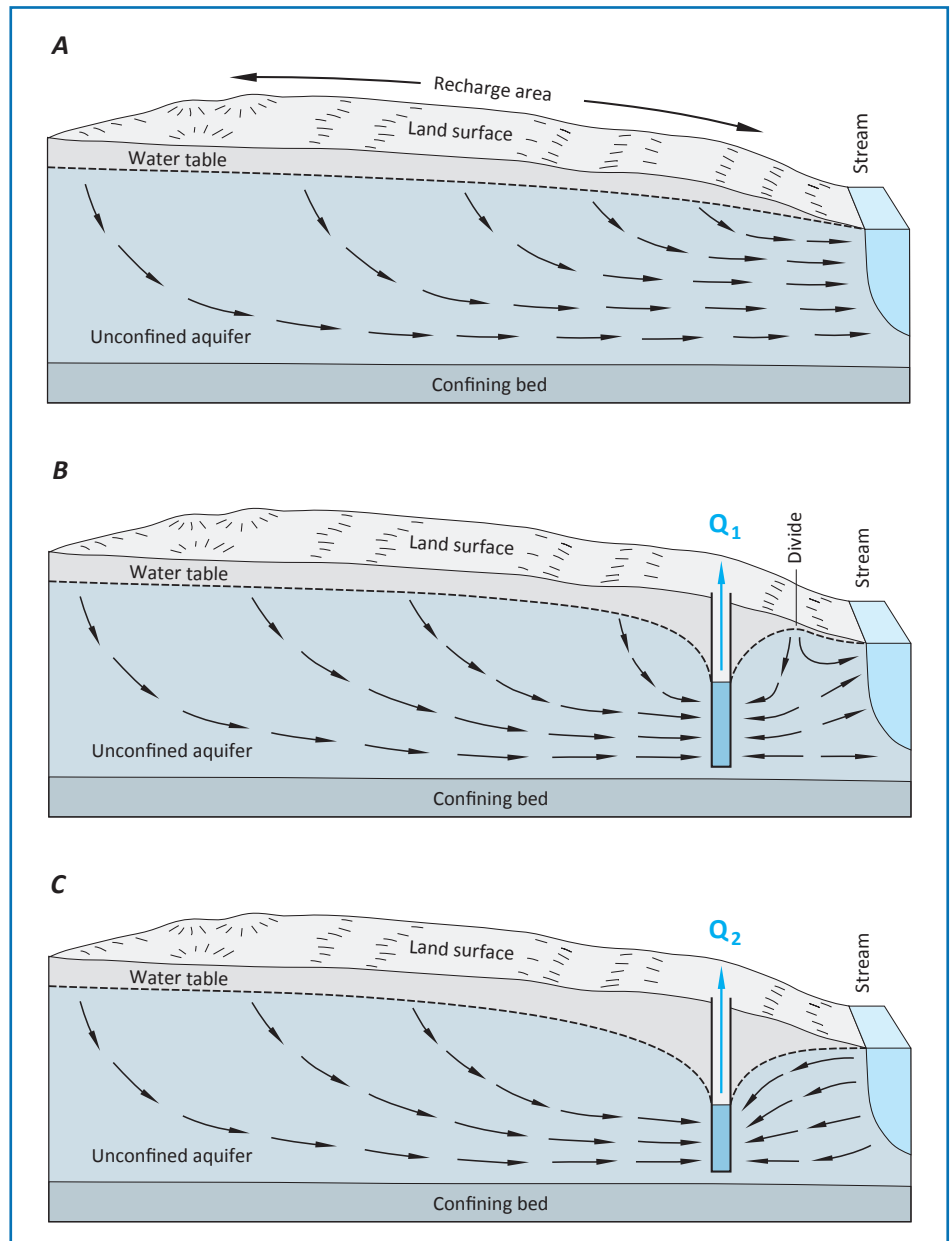 A
Recharge area
Land surface
Stream
Water table
Unconfined aquifer
Confining bed
B
Q1
Divide
Stream
Land surface
Water table
Unconfined aquifer
Confining bed
C
Q2
Stream
Land surface
Water table
Unconfined aquifer
Confining bed